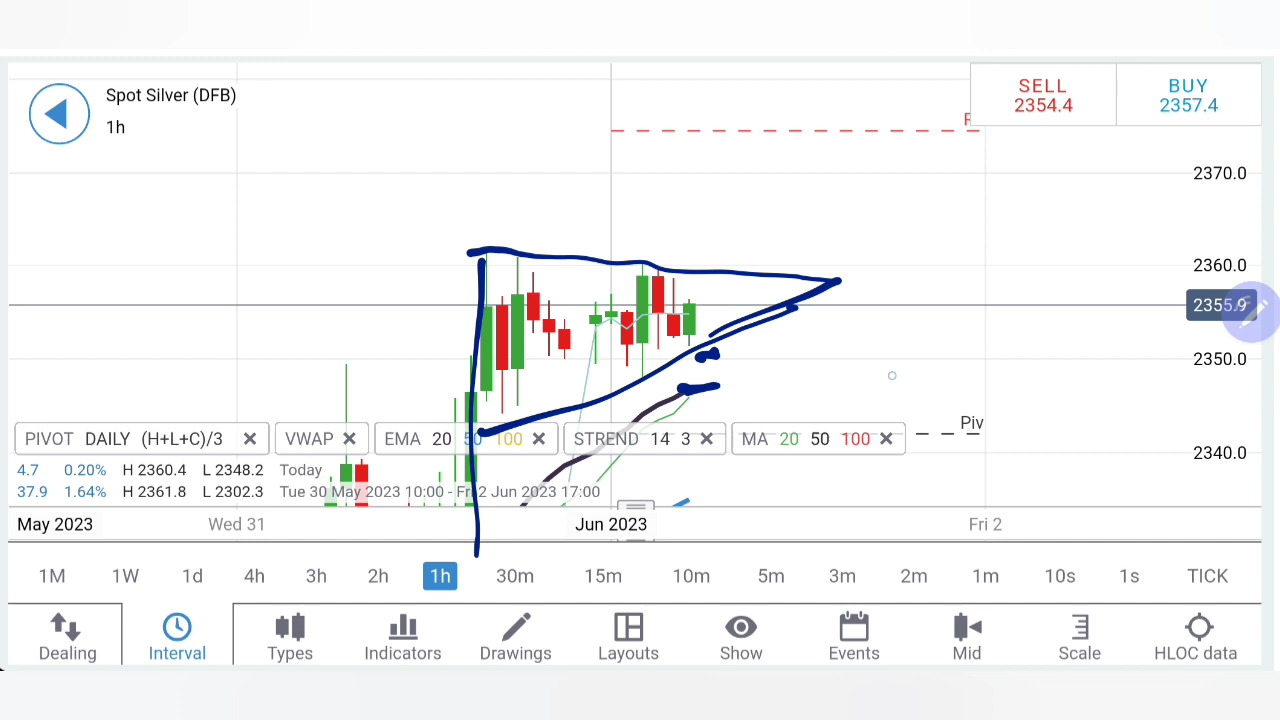 Spot Silver (DFB)
1h
SELL
2354.4
BUY
2357.4
2370.0
2360.0
2355.9
2350.0
2340.0
Piv
PIVOT DAILY (H+L+C)/3
VWAP
EMA 20 50 100
STREND 14 3
MA 20 50 100
4.7 0.20% H 2360.4 L 2348.2 Today
37.9 1.64% H 2361.8 L 2302.3 Tue 30 May 2023 10:00 - Fri 2 Jun 2023 17:00
May 2023 Wed 31 Jun 2023 Fri 2
1M 1W 1d 4h 3h 2h 1h 30m 15m 10m 5m 3m 2m 1m 10s 1s TICK
Dealing Interval Types Indicators Drawings Layouts Show Events Mid Scale HLOC data